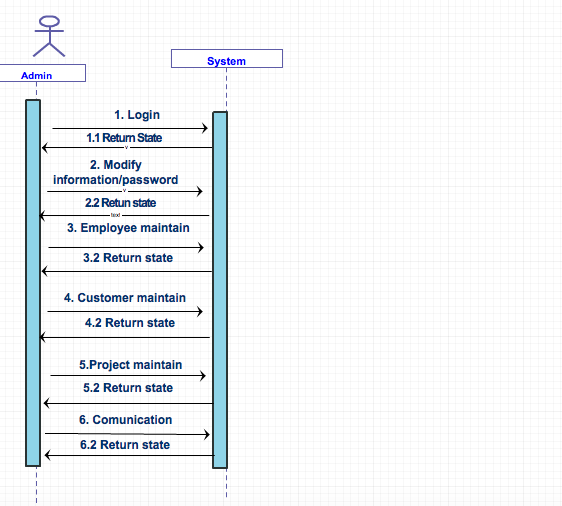 Admin
System
1. Login
1.1 Return State
v
2. Modify
information/password
v
2.2 Retun state
text
3. Employee maintain
3.2 Return state
4. Customer maintain
4.2 Return state
5.Project maintain
5.2 Return state
6. Comunication
6.2 Return state